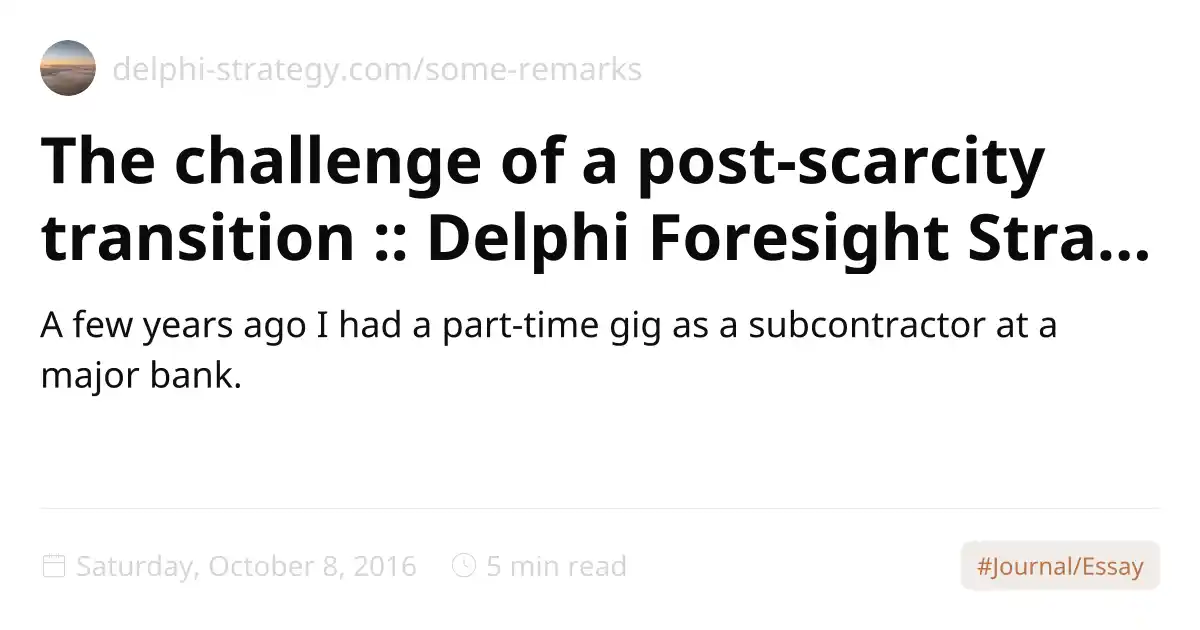 delphi-strategy.com/some-remarks
The challenge of a post-scarcity
transition :: Delphi Foresight Stra...
A few years ago I had a part-time gig as a subcontractor at a
major bank.
Saturday, October 8, 2016 5 min read #Journal/Essay